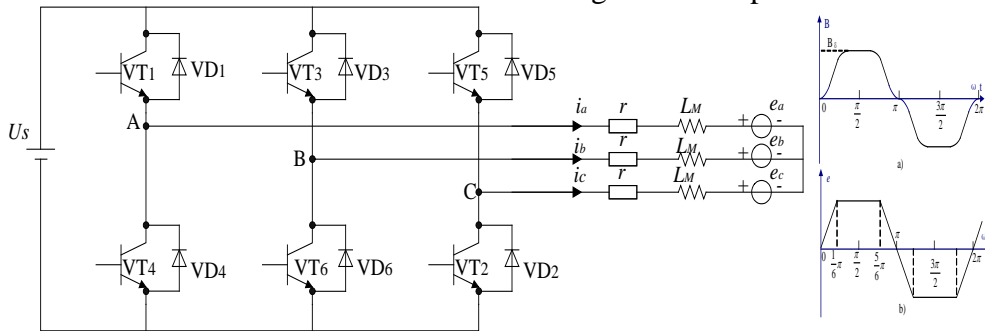 VT1
VD1
VT3
VD3
VT5
VD5
Us
A
B
C
ia
r
LM
ea
+
-
ib
r
LM
eb
+
-
ic
r
LM
ec
+
-
VT4
VD4
VT6
VD6
VT2
VD2
B
Bg
0
π/2
π
3π/2
2π
ω t
a)
e
0
1/6 π
π/2
5/6 π
π
3π/2
2π
b)